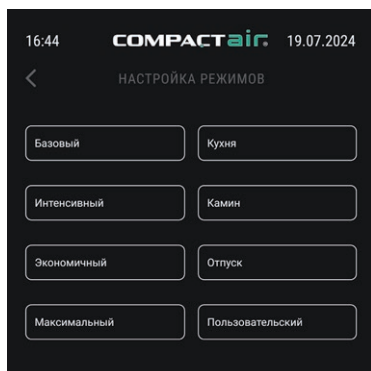 16:44 COMPACTair. 19.07.2024
НАСТРОЙКА РЕЖИМОВ
Базовый Кухня
Интенсивный Камин
Экономичный Отпуск
Максимальный Пользовательский